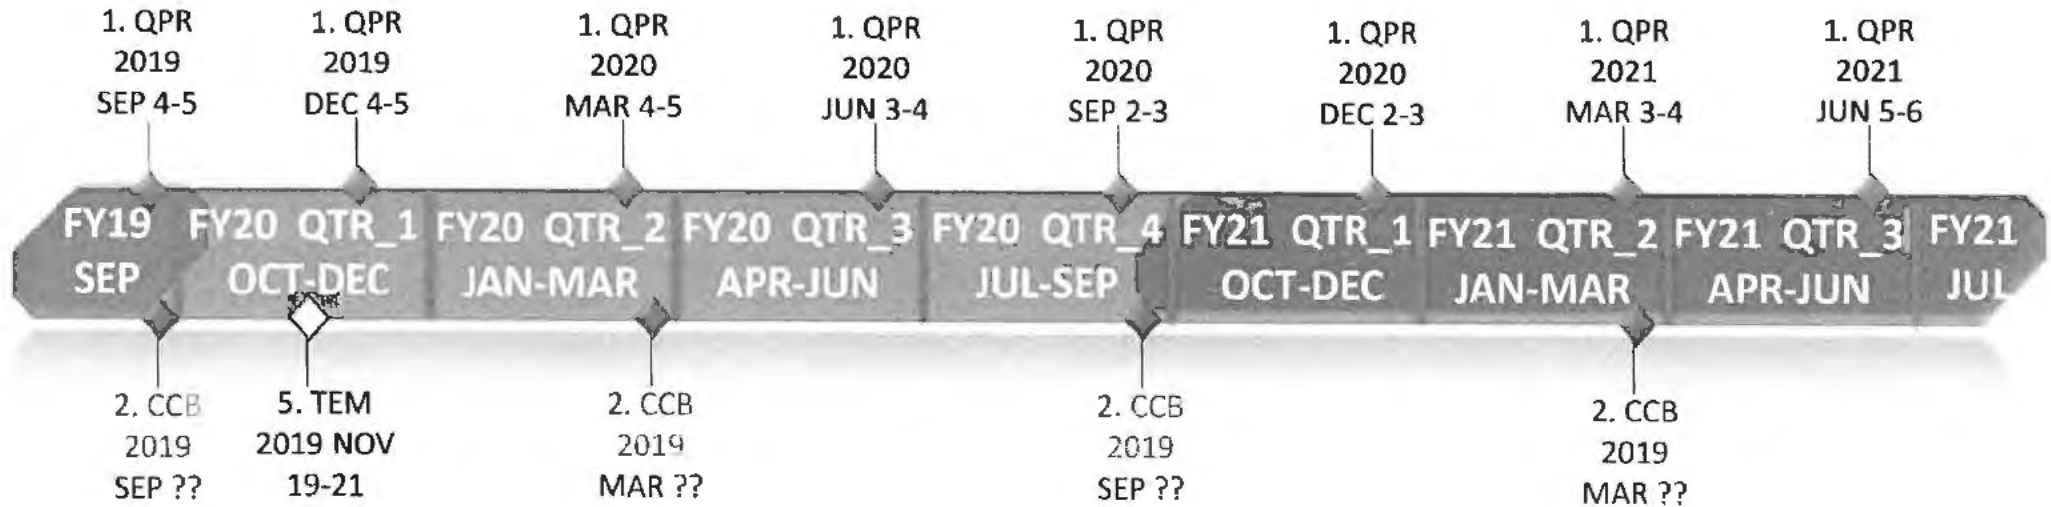 1. QPR
2019
SEP 4-5
1. QPR
2019
DEC 4-5
1. QPR
2020
MAR 4-5
1. QPR
2020
JUN 3-4
1. QPR
2020
SEP 2-3
1. QPR
2020
DEC 2-3
1. QPR
2021
MAR 3-4
1. QPR
2021
JUN 5-6
FY19
SEP
FY20 QTR_1
OCT-DEC
FY20 QTR_2
JAN-MAR
FY20 QTR_3
APR-JUN
FY20 QTR_4
JUL-SEP
FY21 QTR_1
OCT-DEC
FY21 QTR_2
JAN-MAR
FY21 QTR_3
APR-JUN
FY21
JUL
2. CCB
2019
SEP ??
5. TEM
2019 NOV
19-21
2. CCB
2019
MAR ??
2. CCB
2019
SEP ??
2. CCB
2019
MAR ??